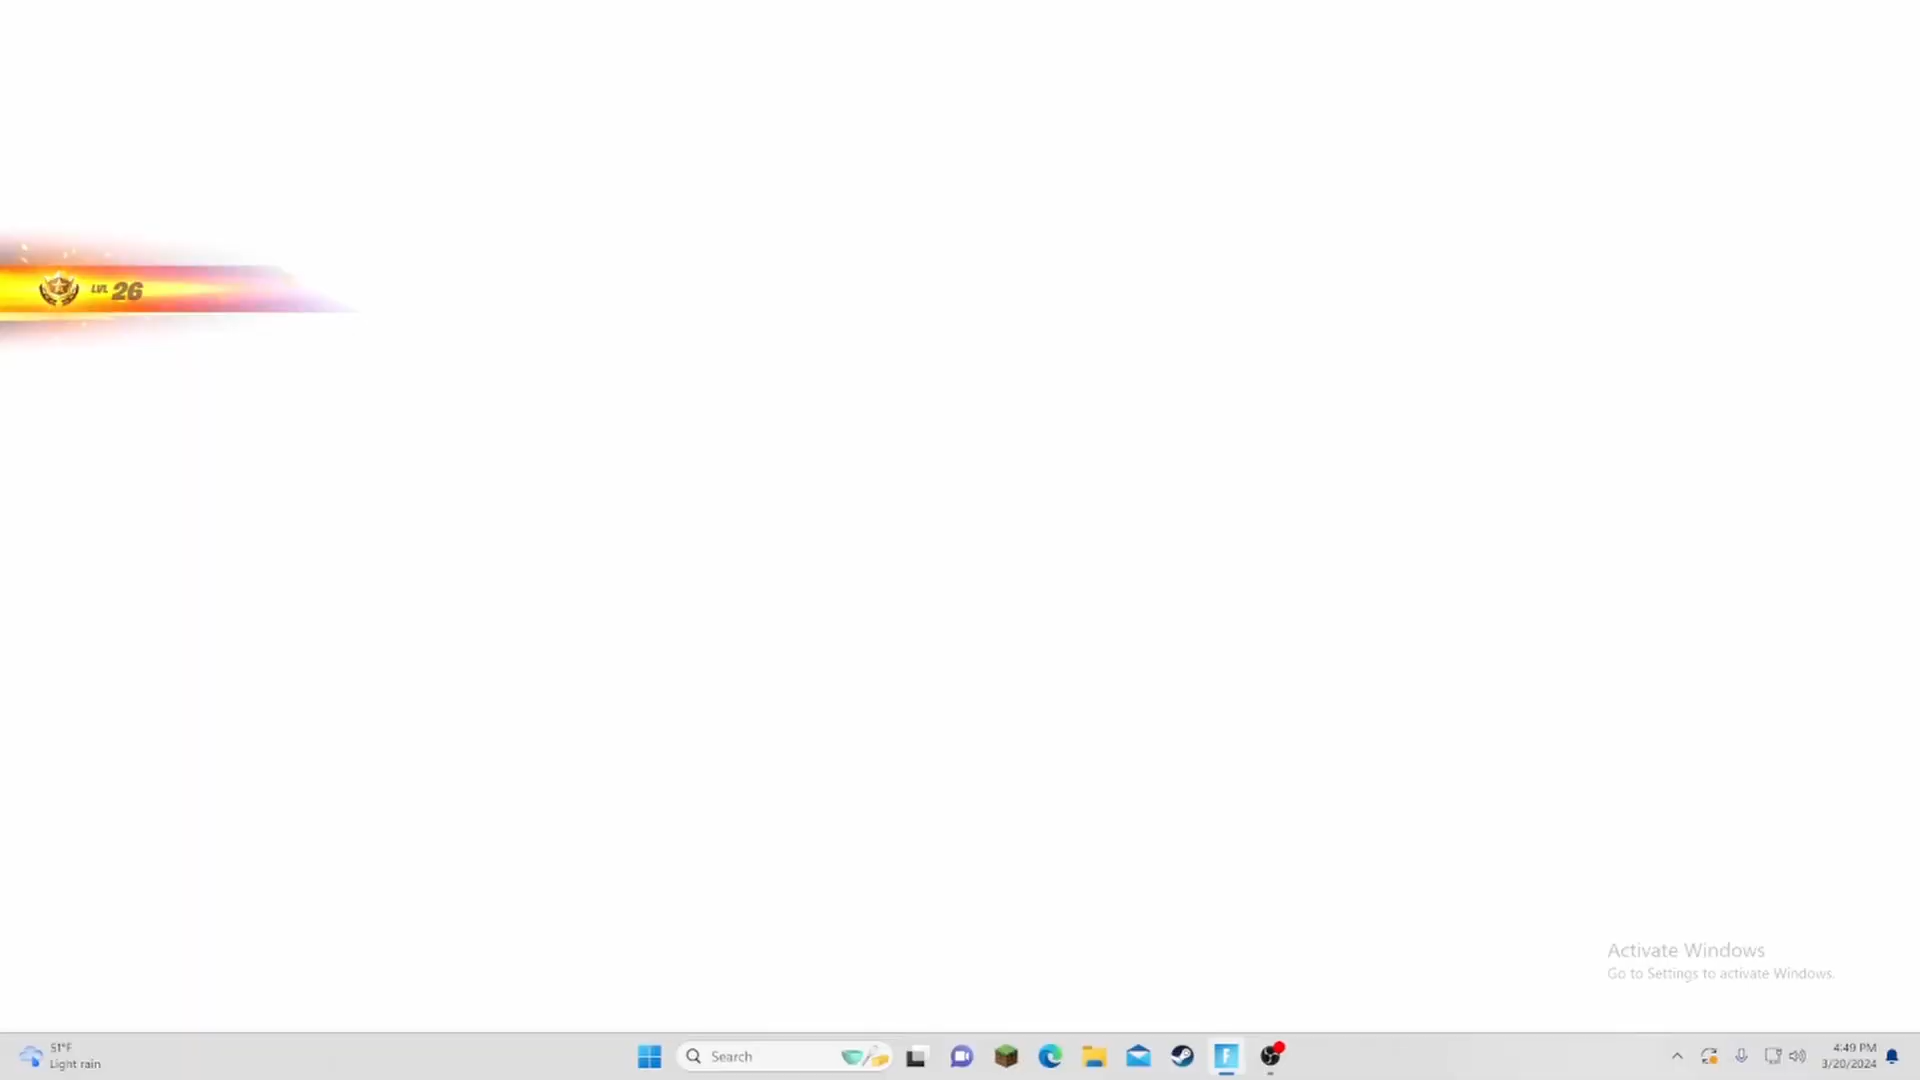 LVL 26
Activate Windows
Go to Settings to activate Windows.
51°F
Light rain
Search
F
4:49 PM
3/20/2024